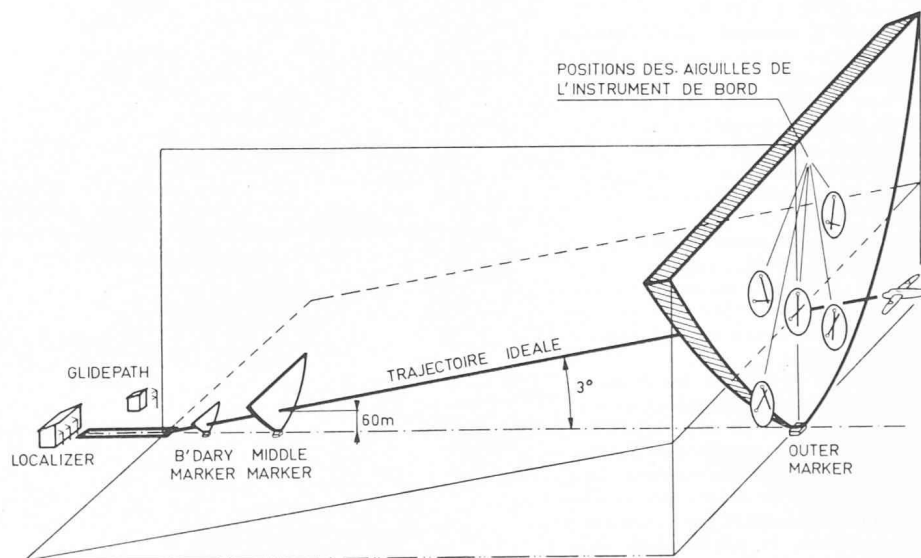 POSITIONS DES AIGUILLES DE
L'INSTRUMENT DE BORD
TRAJECTOIRE IDEALE
3°
GLIDEPATH
60m
LOCALIZER
B'DARY
MARKER
MIDDLE
MARKER
OUTER
MARKER